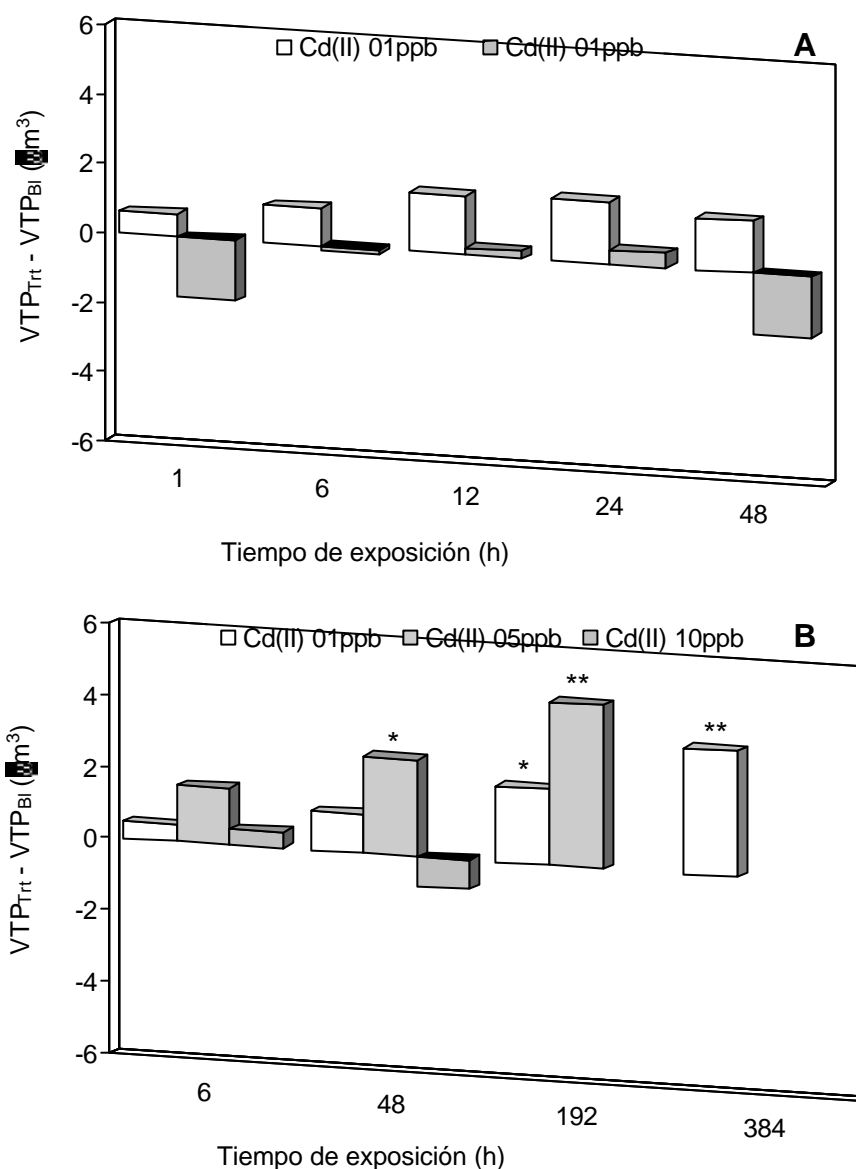 A
Cd(II) 01ppb Cd(II) 01ppb
6
4
2
0
-2
-4
-6
VTPTrt - VTPBl (m3)
1 6 12 24 48
Tiempo de exposición (h)
B
Cd(II) 01ppb Cd(II) 05ppb Cd(II) 10ppb
6
4
2
0
-2
-4
-6
VTPTrt - VTPBl (m3)
* * ** **
6 48 192 384
Tiempo de exposición (h)